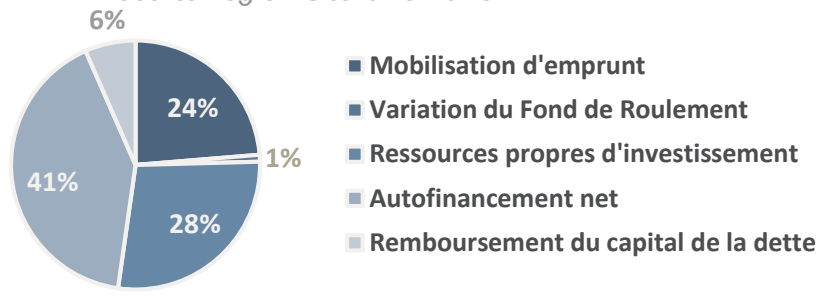 6%
24%
1%
28%
41%
Mobilisation d'emprunt
Variation du Fond de Roulement
Ressources propres d'investissement
Autofinancement net
Remboursement du capital de la dette